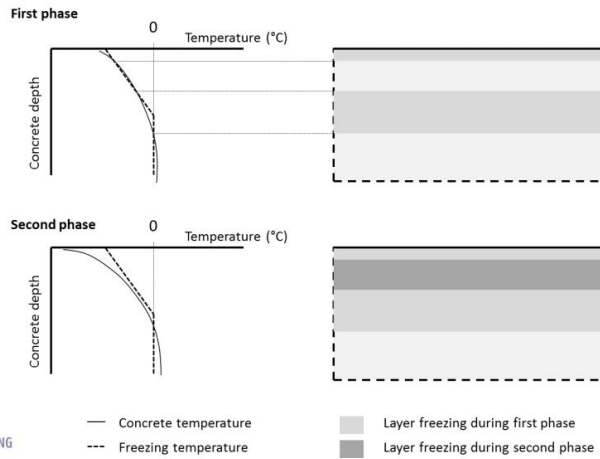 First phase
0
Temperature (°C)
Concrete depth
Second phase
0
Temperature (°C)
Concrete depth
Concrete temperature
Layer freezing during first phase
NG
Freezing temperature
Layer freezing during second phase